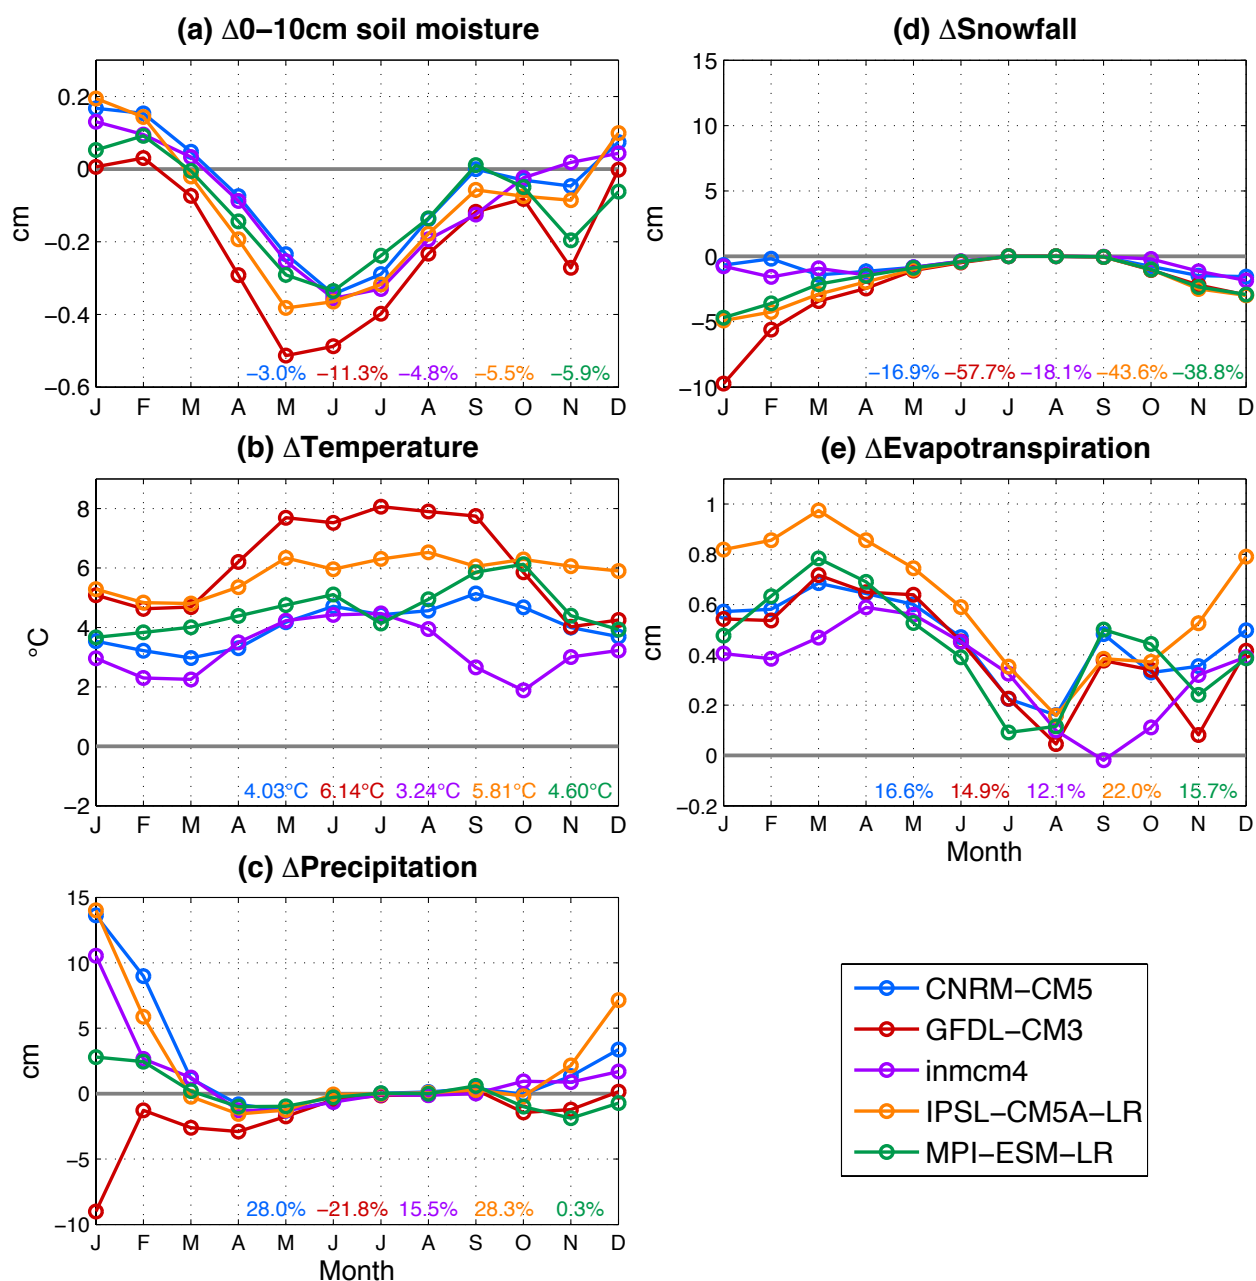 (a) Δ0−10cm soil moisture
0.2
0
−0.2
−0.4
−0.6
cm
−3.0% −11.3% −4.8% −5.5% −5.9%
J F M A M J J A S O N D
(d) ΔSnowfall
15
10
5
0
−5
−10
cm
−16.9% −57.7% −18.1% −43.6% −38.8%
J F M A M J J A S O N D
(b) ΔTemperature
8
6
4
2
0
−2
°C
4.03°C 6.14°C 3.24°C 5.81°C 4.60°C
J F M A M J J A S O N D
(e) ΔEvapotranspiration
1
0.8
0.6
0.4
0.2
0
−0.2
cm
16.6% 14.9% 12.1% 22.0% 15.7%
J F M A M J J A S O N D
Month
(c) ΔPrecipitation
15
10
5
0
−5
−10
cm
28.0% −21.8% 15.5% 28.3% 0.3%
J F M A M J J A S O N D
Month
CNRM−CM5
GFDL−CM3
inmcm4
IPSL−CM5A−LR
MPI−ESM−LR